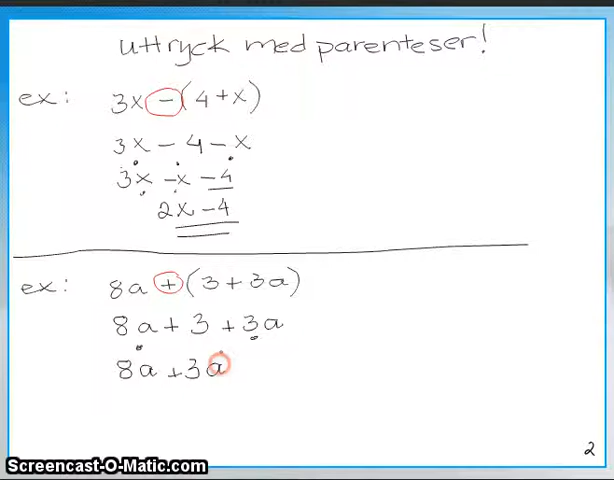 uttryck med parenteser!
ex: 3x - (4+x)
3x - 4 - x
3x - x - 4
2x - 4
ex: 8a + (3 + 3a)
8a + 3 + 3a
8a + 3a
2
Screencast-O-Matic.com